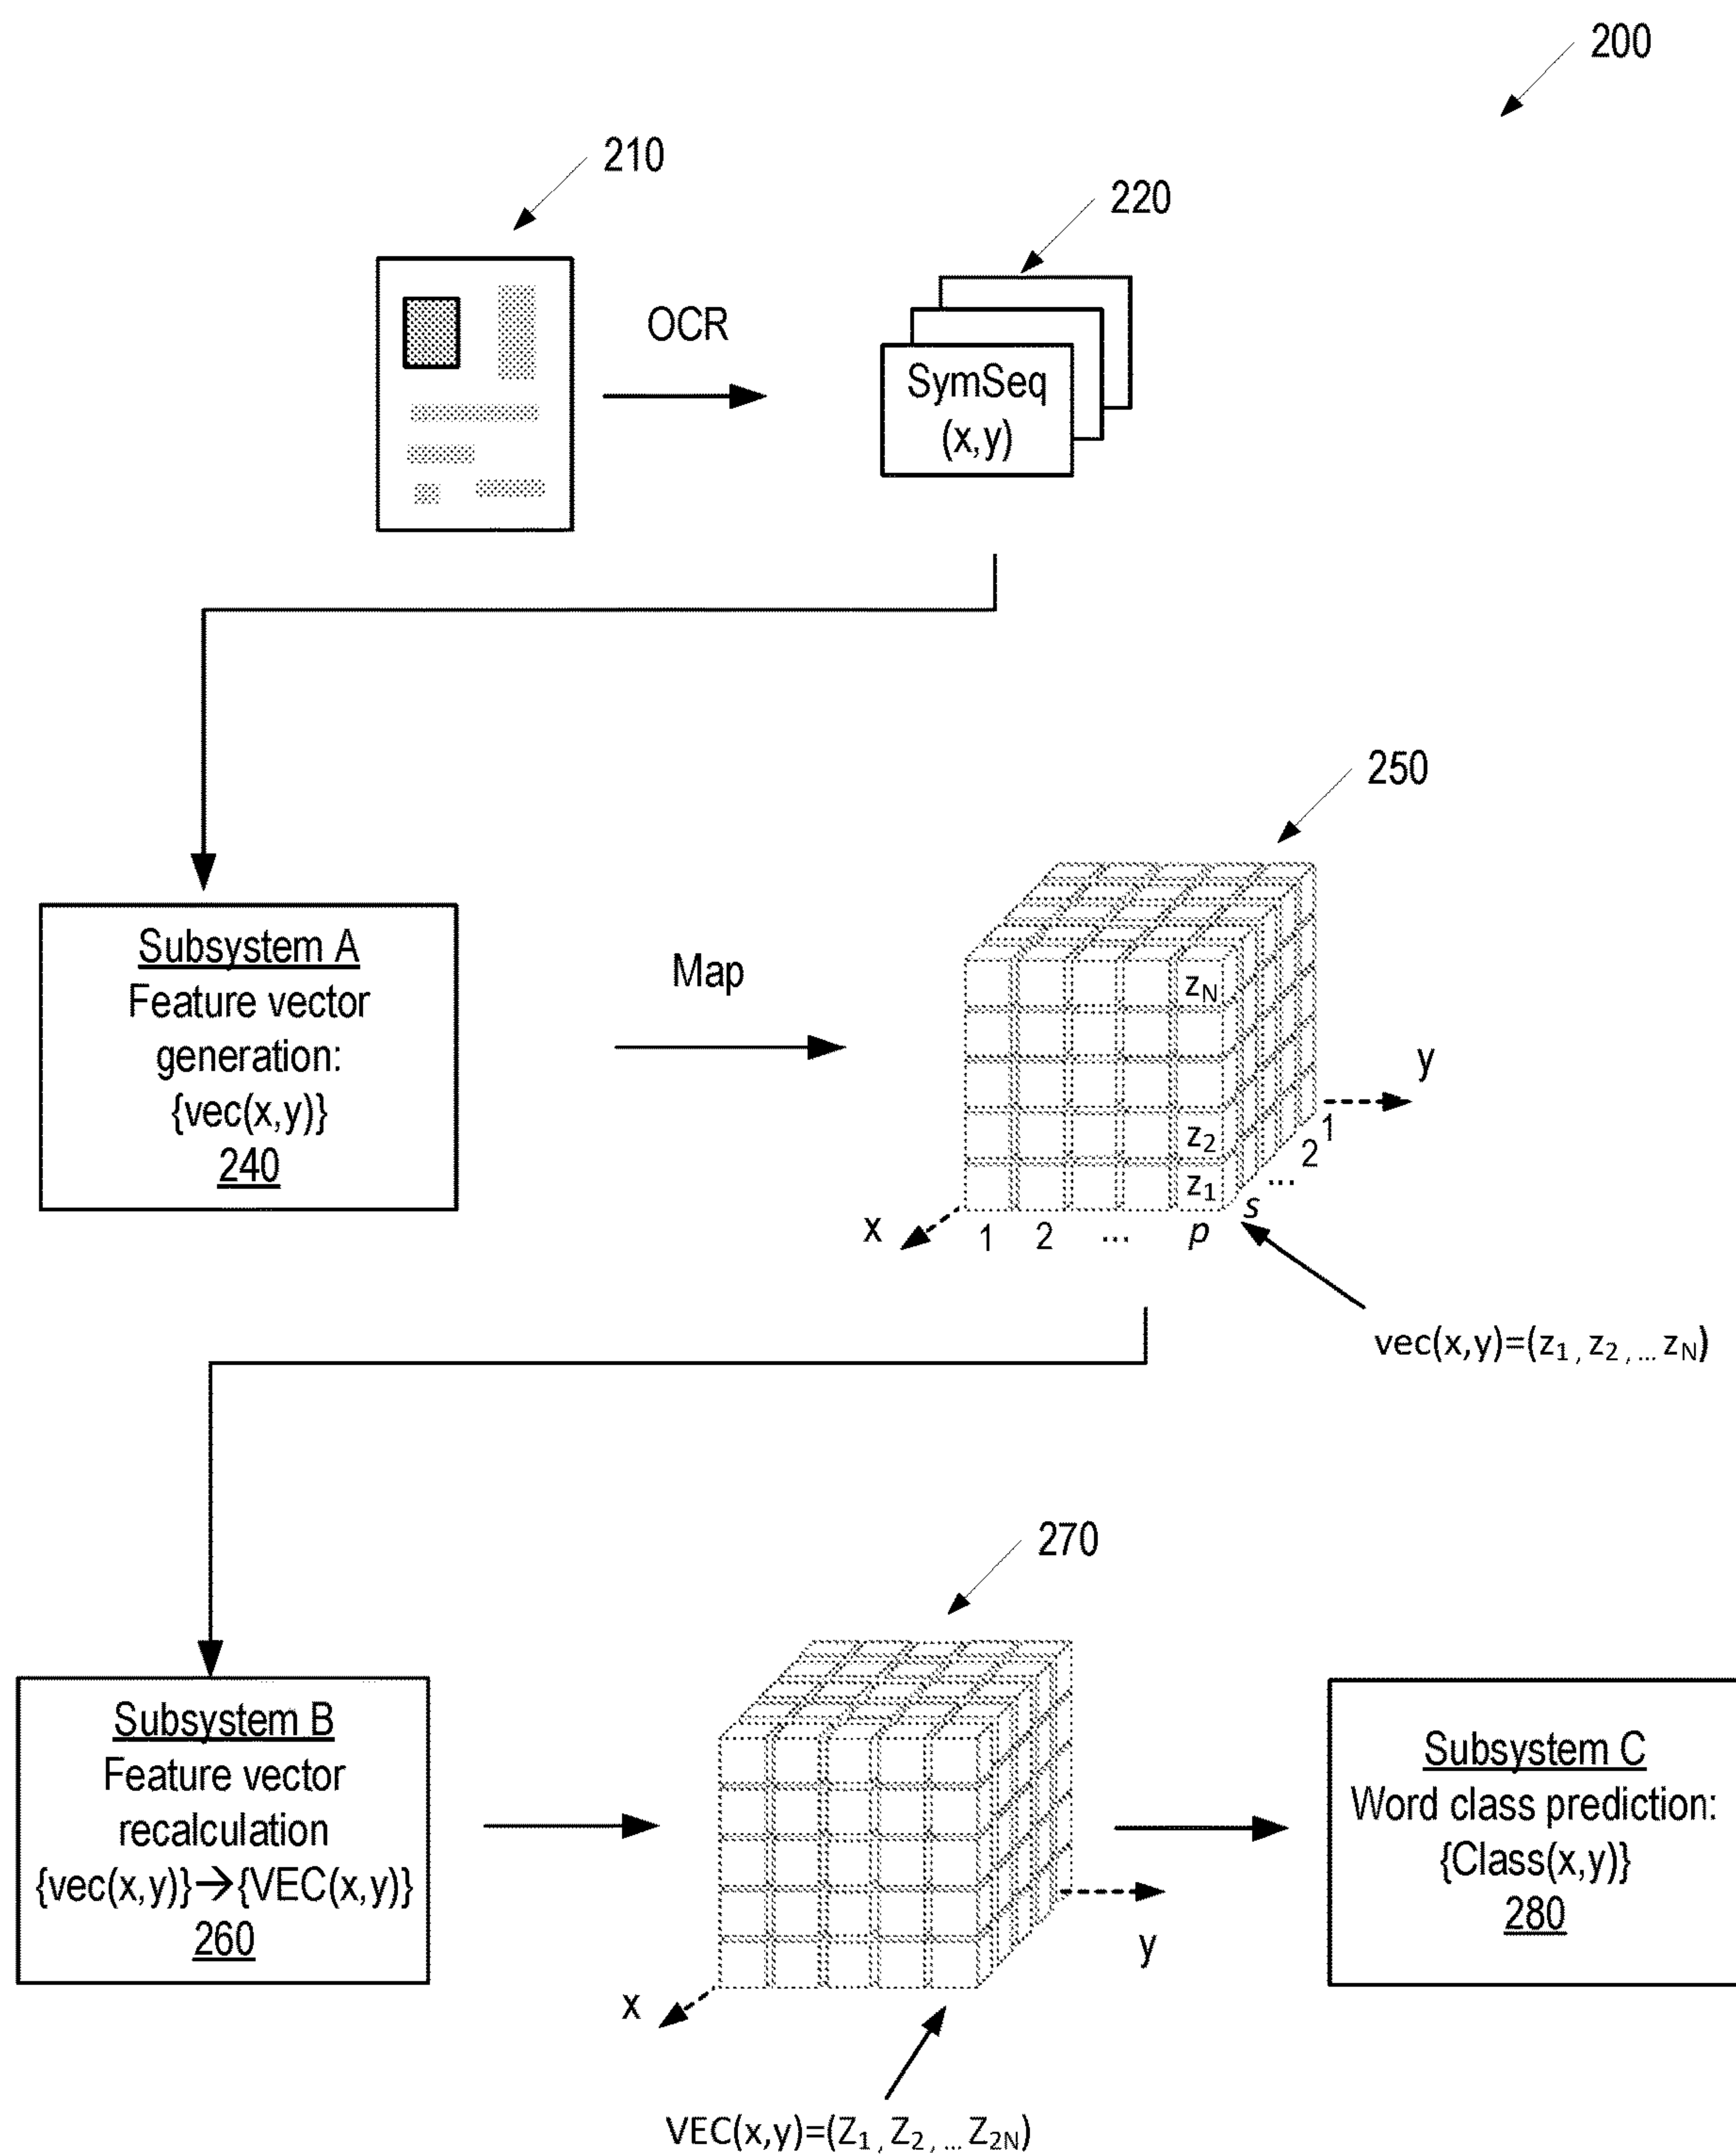 200
210
220
OCR
SymSeq
(x,y)
250
Subsystem A
Feature vector
generation:
{vec(x,y)}
240
Map
zN
z2
z1
y
1
2
...
s
x
1 2 ... p
vec(x,y)=(z1, z2, ... zN)
270
Subsystem B
Feature vector
recalculation
{vec(x,y)}→{VEC(x,y)}
260
y
x
VEC(x,y)=(Z1, Z2, ... Z2N)
Subsystem C
Word class prediction:
{Class(x,y)}
280